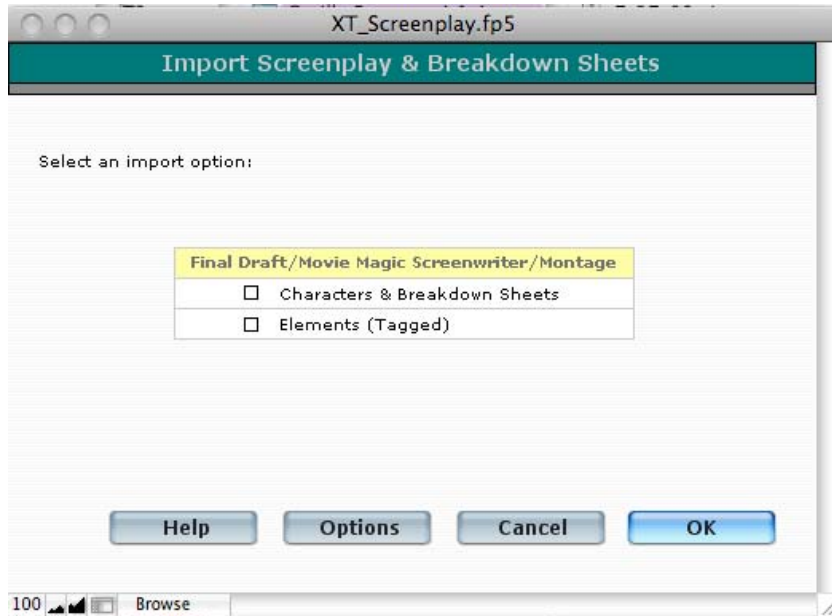 XT_Screenplay.fp5
Import Screenplay & Breakdown Sheets
Select an import option:
Final Draft/Movie Magic Screenwriter/Montage
Characters & Breakdown Sheets
Elements (Tagged)
Help Options Cancel OK
100 Browse